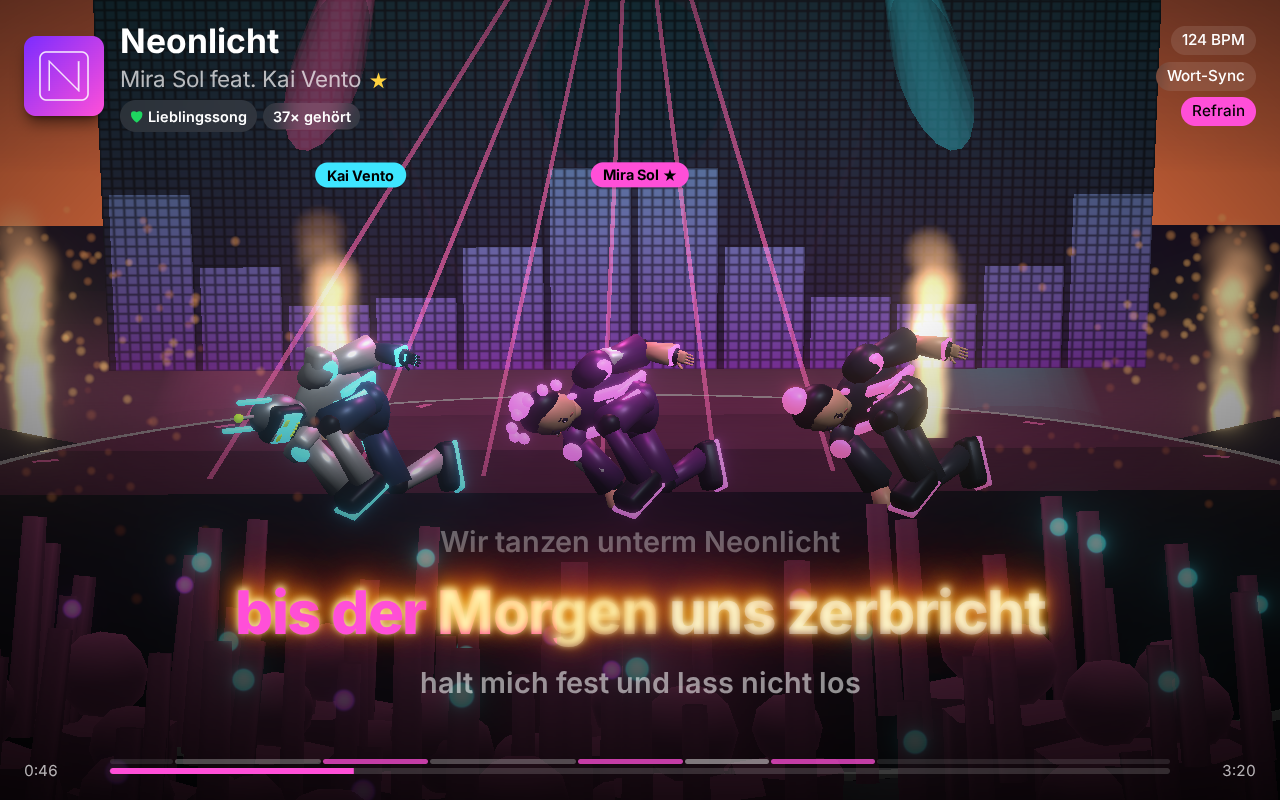 N
Neonlicht
Mira Sol feat. Kai Vento ★
Lieblingssong
37× gehört
124 BPM
Wort-Sync
Refrain
Kai Vento
Mira Sol ★
Wir tanzen unterm Neonlicht
bis der Morgen uns zerbricht
halt mich fest und lass nicht los
0:46
3:20